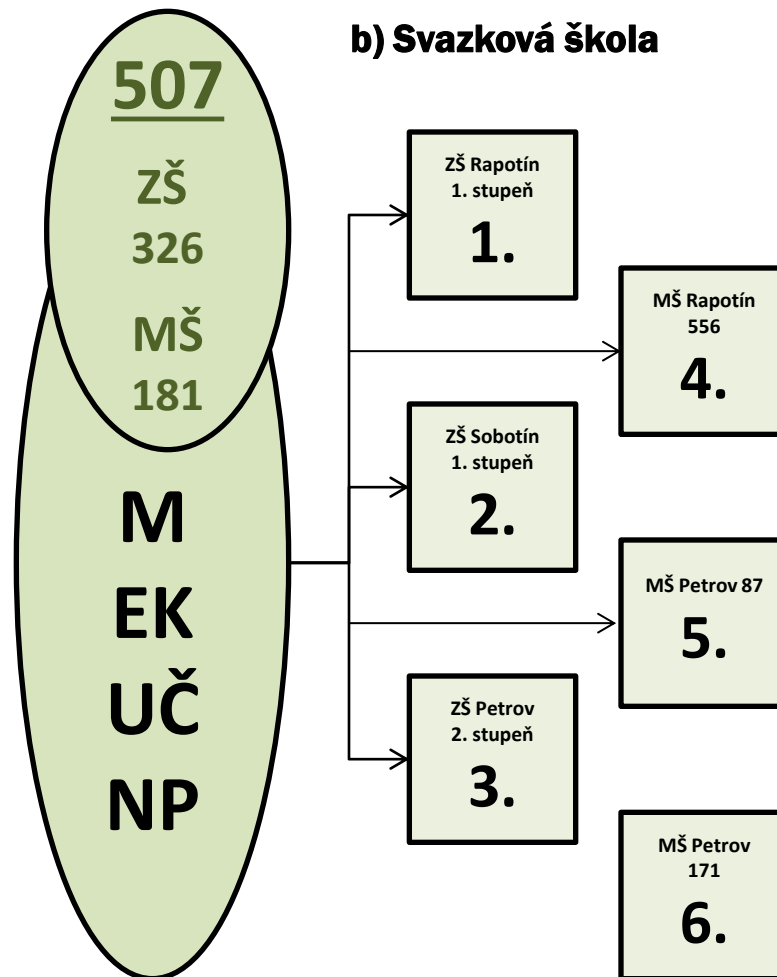 b) Svazková škola
507
ZŠ
326
MŠ
181
M
EK
UČ
NP
ZŠ Rapotín
1. stupeň
1.
MŠ Rapotín
556
4.
ZŠ Sobotín
1. stupeň
2.
MŠ Petrov 87
5.
ZŠ Petrov
2. stupeň
3.
MŠ Petrov
171
6.